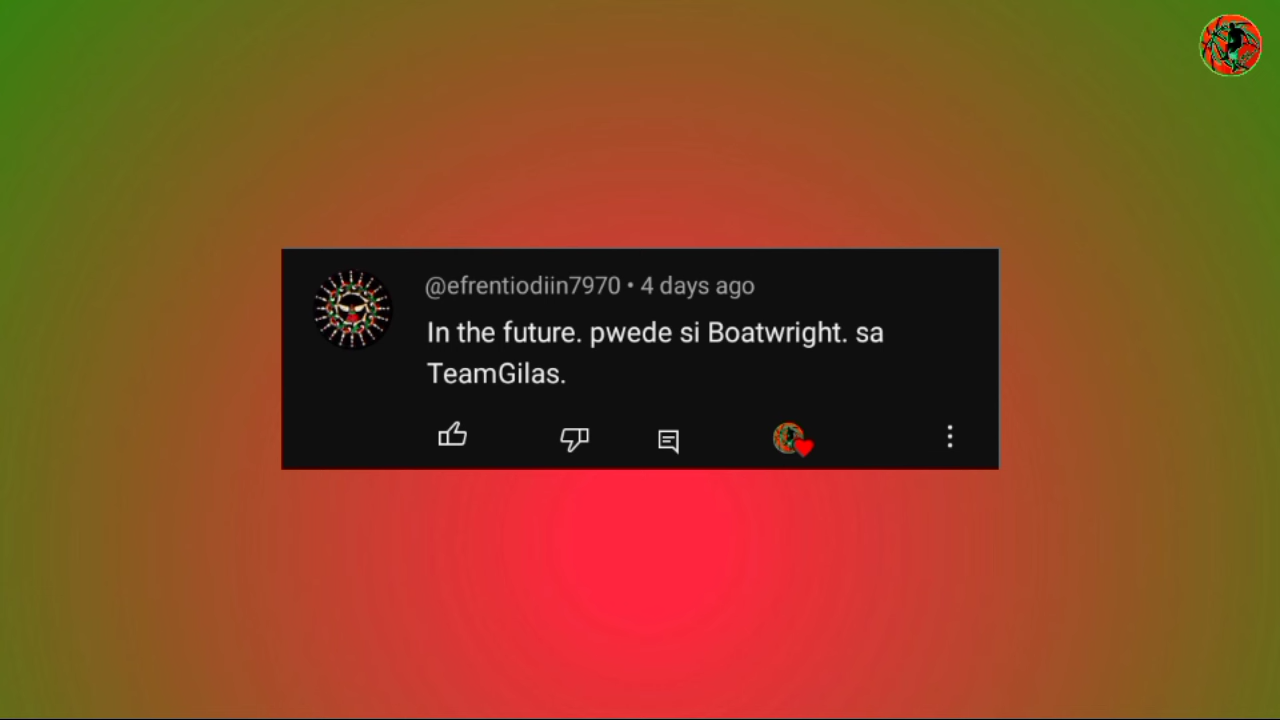 @efrentiodiin7970 • 4 days ago
In the future. pwede si Boatwright. sa
TeamGilas.